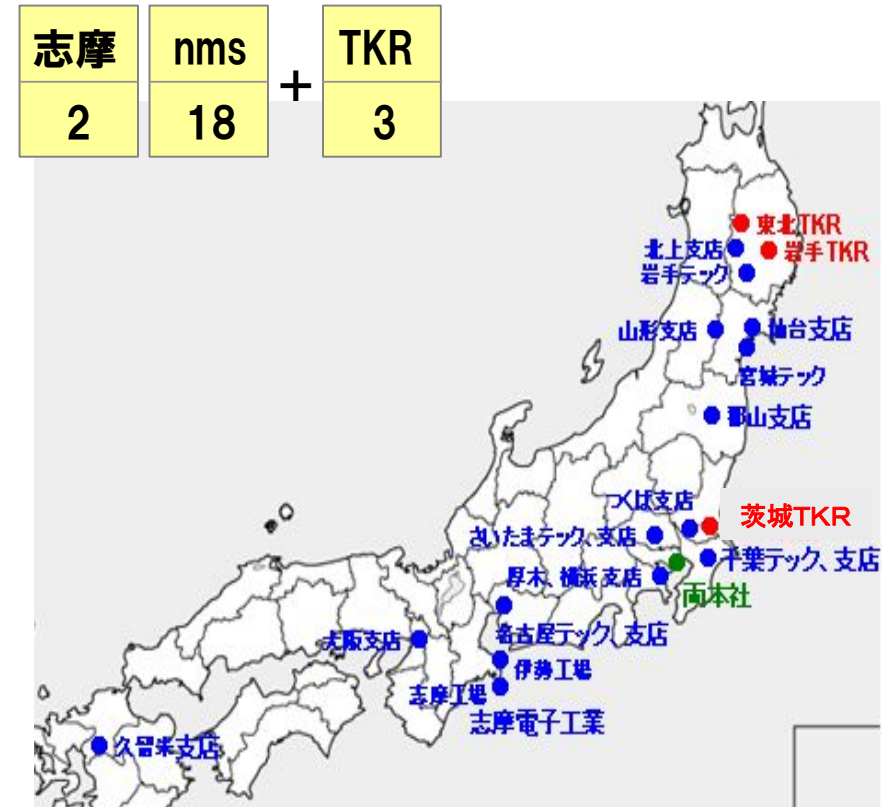 志摩 nms TKR
2 18 + 3
東北TKR
北上支店
岩手TKR
岩手テック
山形支店
仙台支店
宮城テック
郡山支店
つくば支店
茨城TKR
さいたまテック、支店
千葉テック、支店
厚木、横浜支店
両本社
名古屋テック、支店
大阪支店
伊勢工場
志摩工場
志摩電子工業
久留米支店